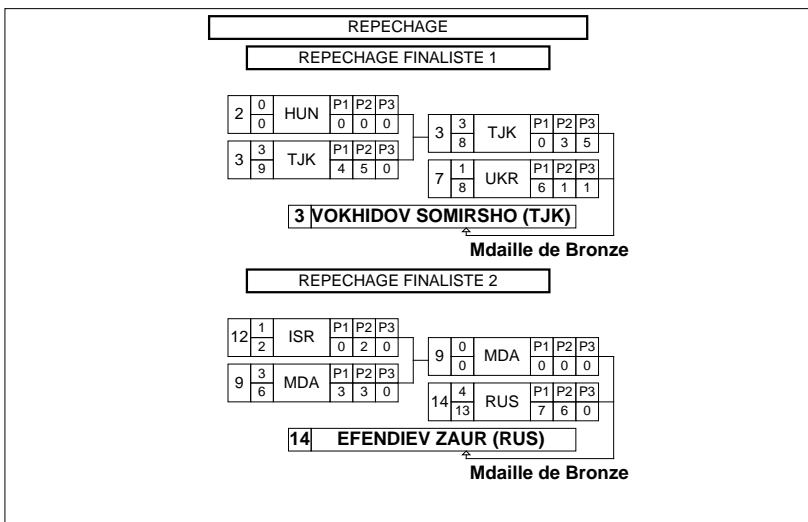 REPECHAGE
REPECHAGE FINALISTE 1
2 0 HUN P1 P2 P3
0 0 0 0
3 3 TJK P1 P2 P3
9 4 5 0
3 3 TJK P1 P2 P3
8 0 3 5
7 1 UKR P1 P2 P3
8 6 1 1
3 VOKHIDOV SOMIRSHO (TJK)
Mdaille de Bronze
REPECHAGE FINALISTE 2
12 1 ISR P1 P2 P3
2 0 2 0
9 3 MDA P1 P2 P3
6 3 3 0
9 0 MDA P1 P2 P3
0 0 0 0
14 4 RUS P1 P2 P3
13 7 6 0
14 EFENDIEV ZAUR (RUS)
Mdaille de Bronze